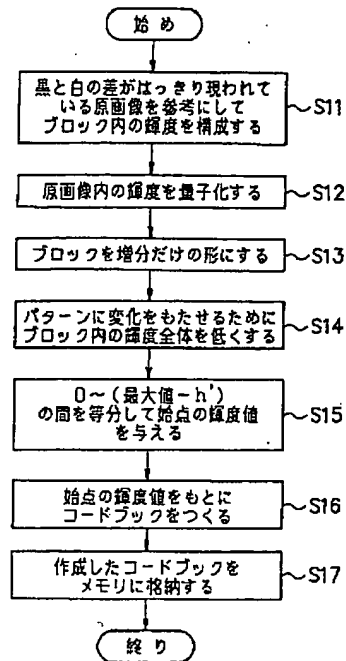 始め
黒と白の差がはっきり現われて
いる原画像を参考にして
ブロック内の輝度を構成する
S11
原画像内の輝度を量子化する
S12
ブロックを増分だけの形にする
S13
パターンに変化をもたせるために
ブロック内の輝度全体を低くする
S14
0～(最大値-h')
の間を等分して始点の輝度値
を与える
S15
始点の輝度値をもとに
コードブックをつくる
S16
作成したコードブックを
メモリに格納する
S17
終り